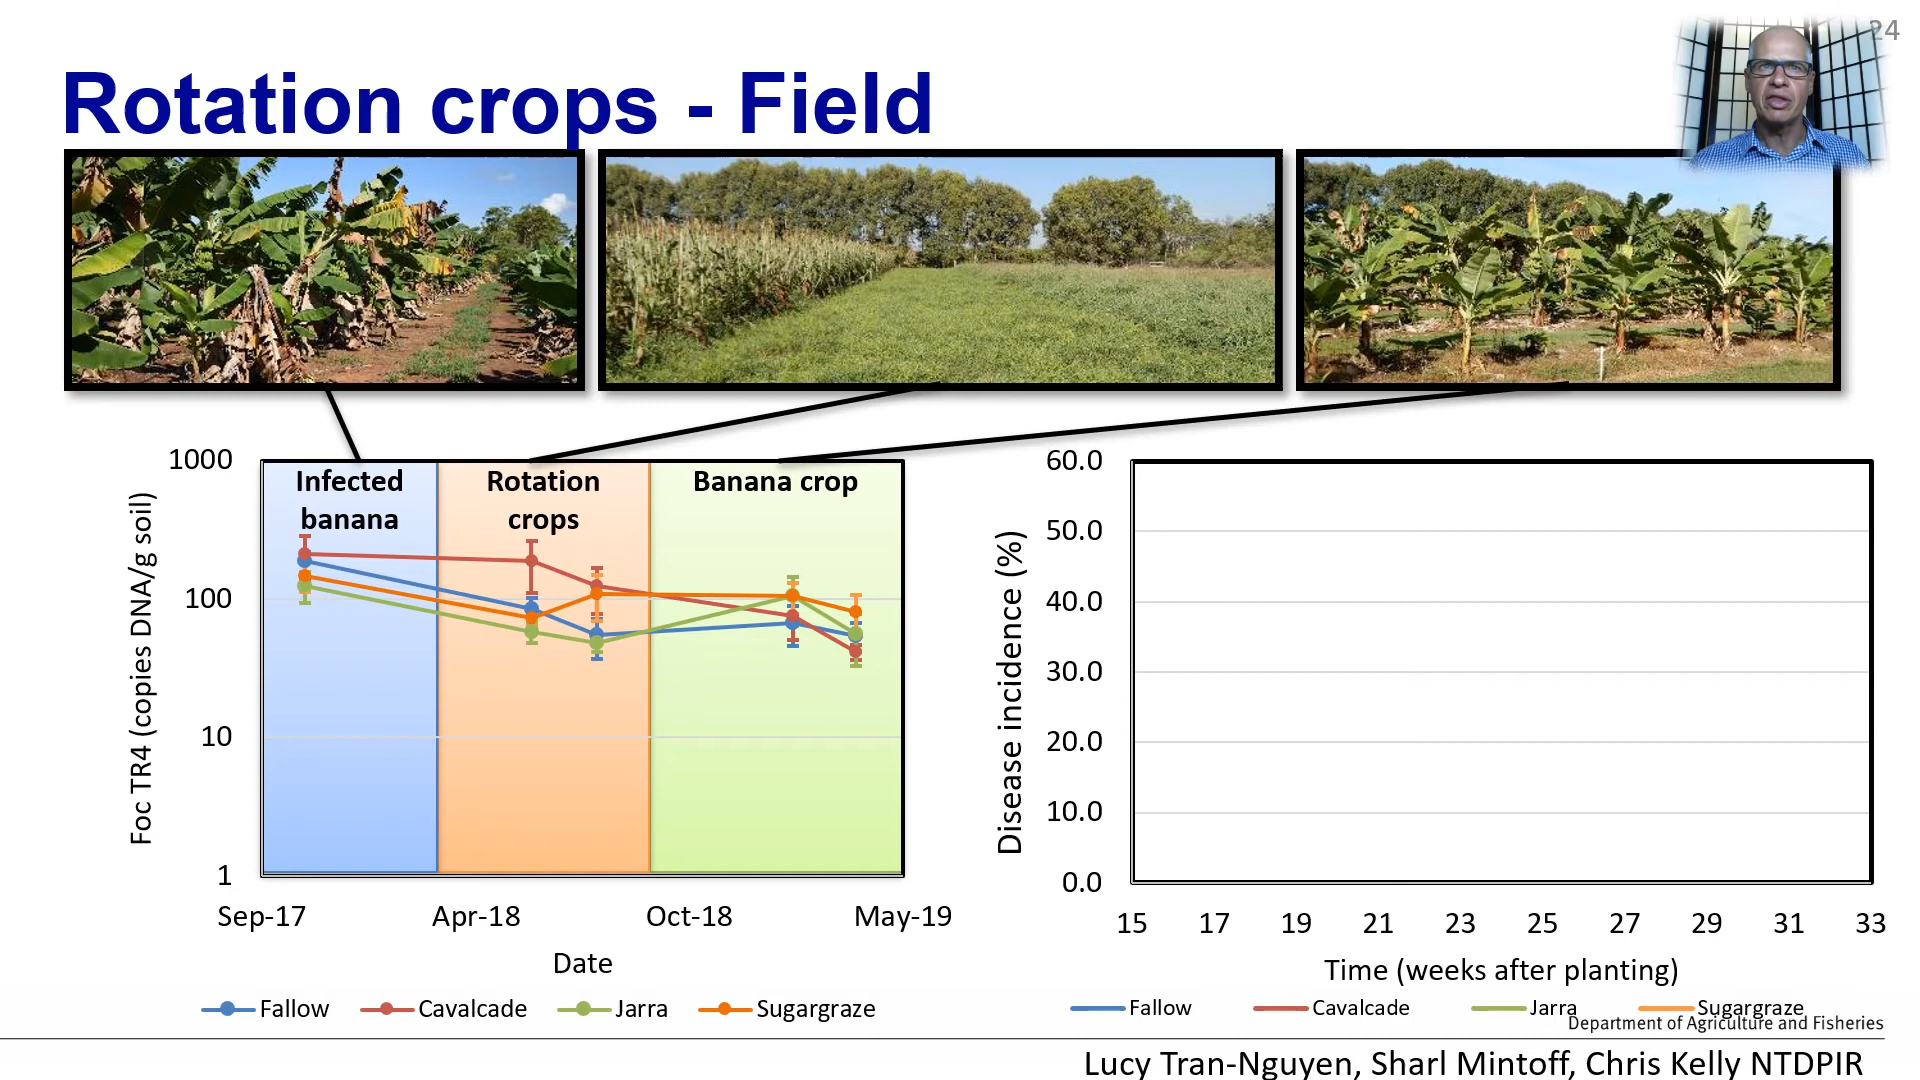 24
Rotation crops - Field
1000
100
10
1
Foc TR4 (copies DNA/g soil)
Infected
banana
Rotation
crops
Banana crop
Sep-17 Apr-18 Oct-18 May-19
Date
Fallow Cavalcade Jarra Sugargraze
60.0
50.0
40.0
30.0
20.0
10.0
0.0
Disease incidence (%)
15 17 19 21 23 25 27 29 31 33
Time (weeks after planting)
Fallow Cavalcade Jarra Sugargraze
Department of Agriculture and Fisheries
Lucy Tran-Nguyen, Sharl Mintoff, Chris Kelly NTDPIR